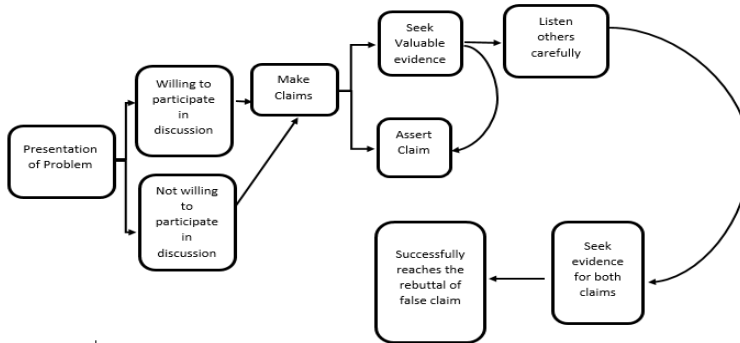 Presentation
of Problem
Willing to
participate
in
discussion
Not willing
to
participate
in
discussion
Make
Claims
Seek
Valuable
evidence
Assert
Claim
Listen
others
carefully
Seek
evidence
for both
claims
Successfully
reaches the
rebuttal of
false claim